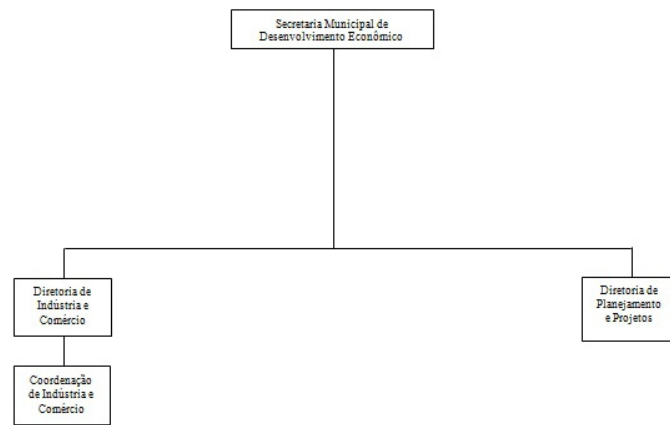 Secretaria Municipal de
Desenvolvimento Econômico
Diretoria de
Indústria e
Comércio
Diretoria de
Planejamento
e Projetos
Coordenação
de Indústria e
Comércio